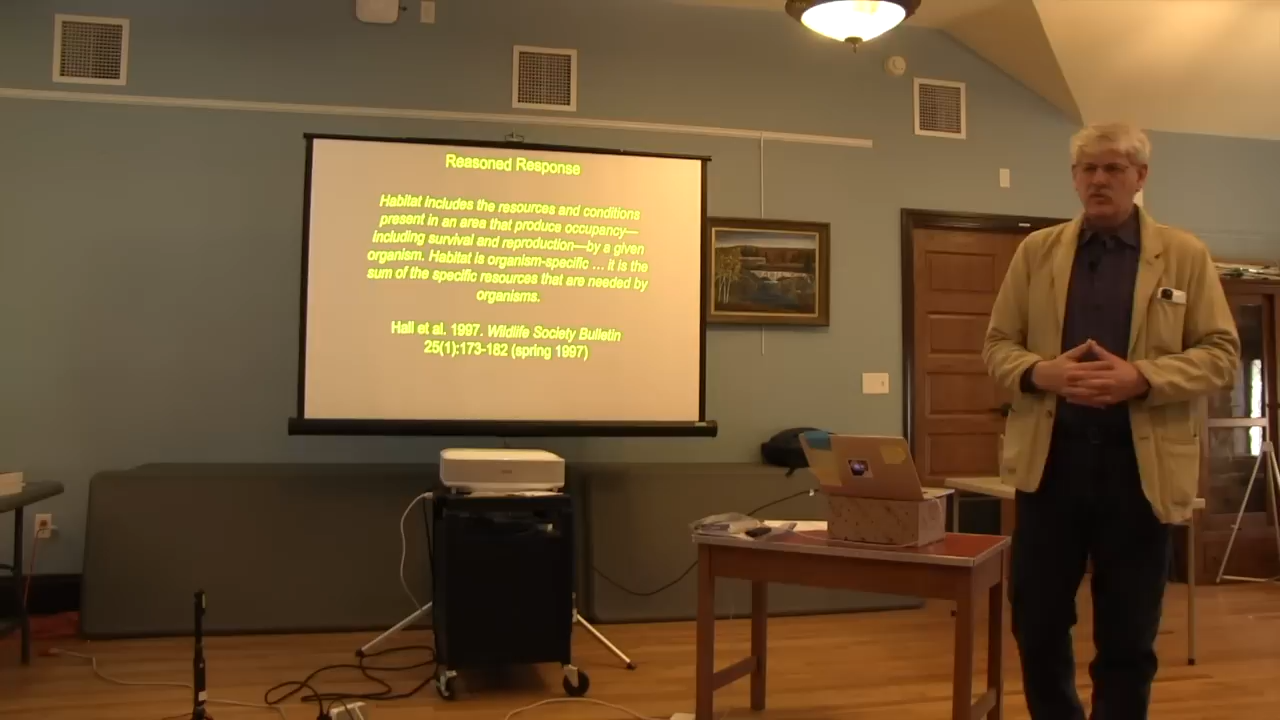 Reasoned Response
Habitat includes the resources and conditions
present in an area that produce occupancy—
including survival and reproduction—by a given
organism. Habitat is organism-specific ... it is the
sum of the specific resources that are needed by
organisms.
Hall et al. 1997. Wildlife Society Bulletin
25(1):173-182 (spring 1997)